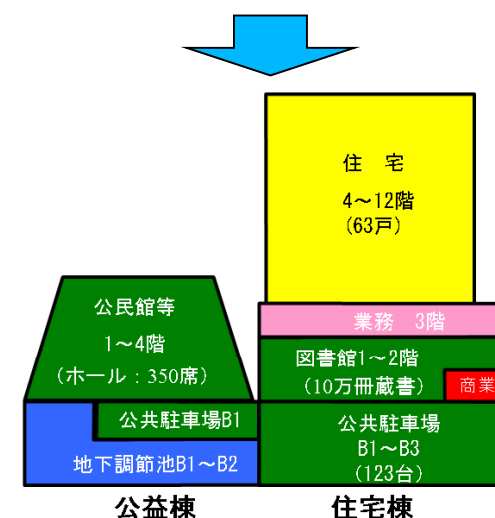 住　宅
4～12階
(63戸)
業務　3階
図書館1～2階
(10万冊蔵書)
商業
公民館等
1～4階
(ホール：350席)
公共駐車場B1
地下調節池B1～B2
公共駐車場
B1～B3
(123台)
公益棟
住宅棟